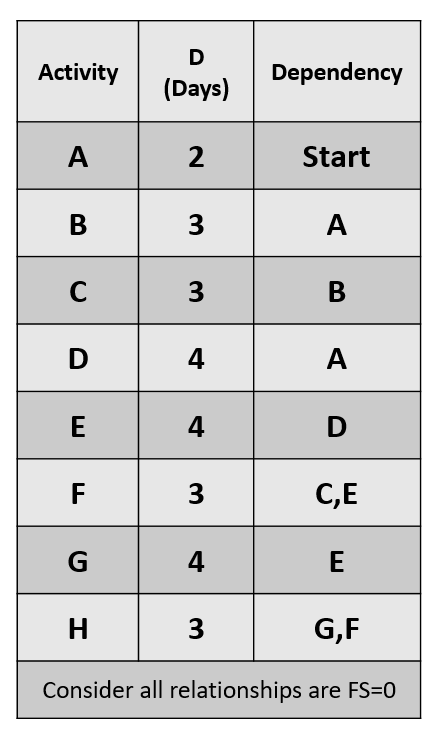 Activity D (Days) Dependency
A 2 Start
B 3 A
C 3 B
D 4 A
E 4 D
F 3 C,E
G 4 E
H 3 G,F
Consider all relationships are FS=0